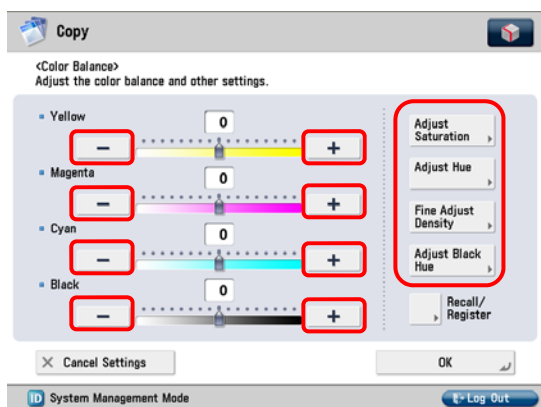 Copy
<Color Balance>
Adjust the color balance and other settings.
Yellow
0
−
+
Magenta
0
−
+
Cyan
0
−
+
Black
0
−
+
Adjust
Saturation
Adjust Hue
Fine Adjust
Density
Adjust Black
Hue
Recall/
Register
Cancel Settings
OK
ID System Management Mode
Log Out